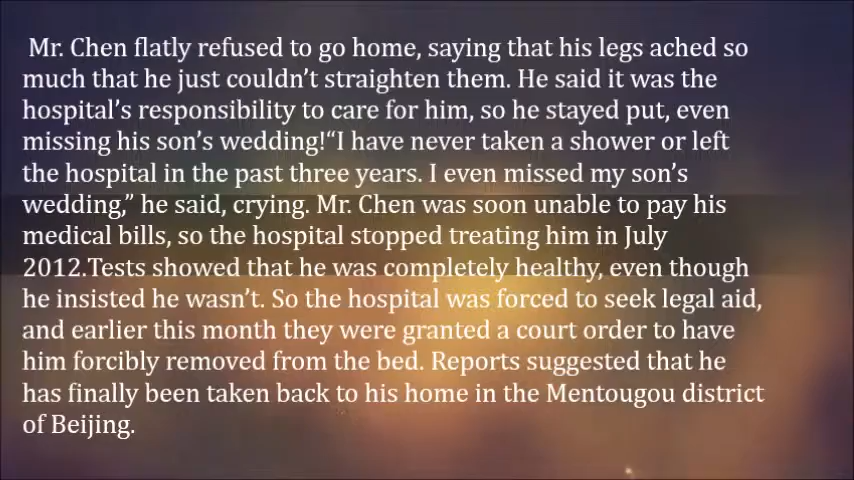 Mr. Chen flatly refused to go home, saying that his legs ached so
much that he just couldn’t straighten them. He said it was the
hospital’s responsibility to care for him, so he stayed put, even
missing his son’s wedding!“I have never taken a shower or left
the hospital in the past three years. I even missed my son’s
wedding,” he said, crying. Mr. Chen was soon unable to pay his
medical bills, so the hospital stopped treating him in July
2012.Tests showed that he was completely healthy, even though
he insisted he wasn’t. So the hospital was forced to seek legal aid,
and earlier this month they were granted a court order to have
him forcibly removed from the bed. Reports suggested that he
has finally been taken back to his home in the Mentougou district
of Beijing.